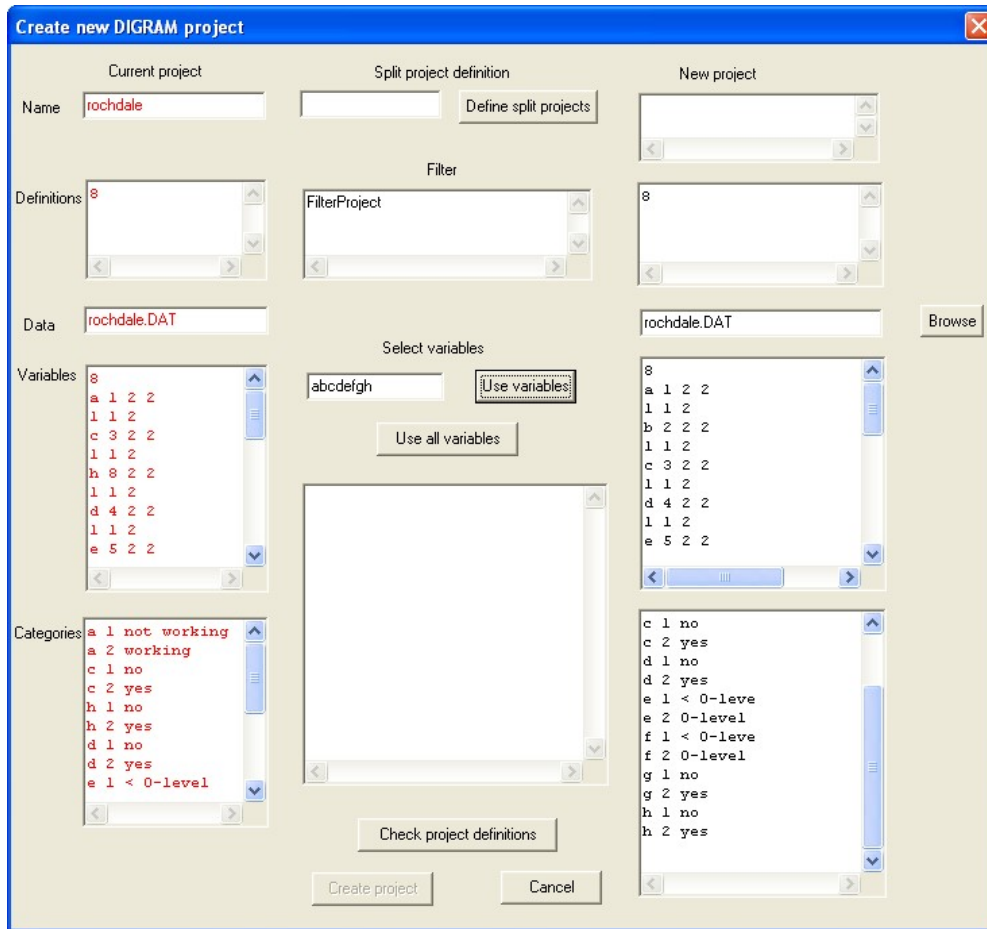 Create new DIGRAM project
Current project
Split project definition
New project
Name
rochdale
Define split projects
Filter
Definitions
8
FilterProject
8
Data
rochdale.DAT
rochdale.DAT
Browse
Select variables
Variables
8
a 1 2 2
1 1 2
c 3 2 2
1 1 2
h 8 2 2
1 1 2
d 4 2 2
1 1 2
e 5 2 2
abcdefgh
Use variables
Use all variables
8
a 1 2 2
1 1 2
b 2 2 2
1 1 2
c 3 2 2
1 1 2
d 4 2 2
1 1 2
e 5 2 2
Categories
a 1 not working
a 2 working
c 1 no
c 2 yes
h 1 no
h 2 yes
d 1 no
d 2 yes
e 1 < O-level
c 1 no
c 2 yes
d 1 no
d 2 yes
e 1 < O-leve
e 2 O-level
f 1 < O-leve
f 2 O-level
g 1 no
g 2 yes
h 1 no
h 2 yes
Check project definitions
Create project
Cancel